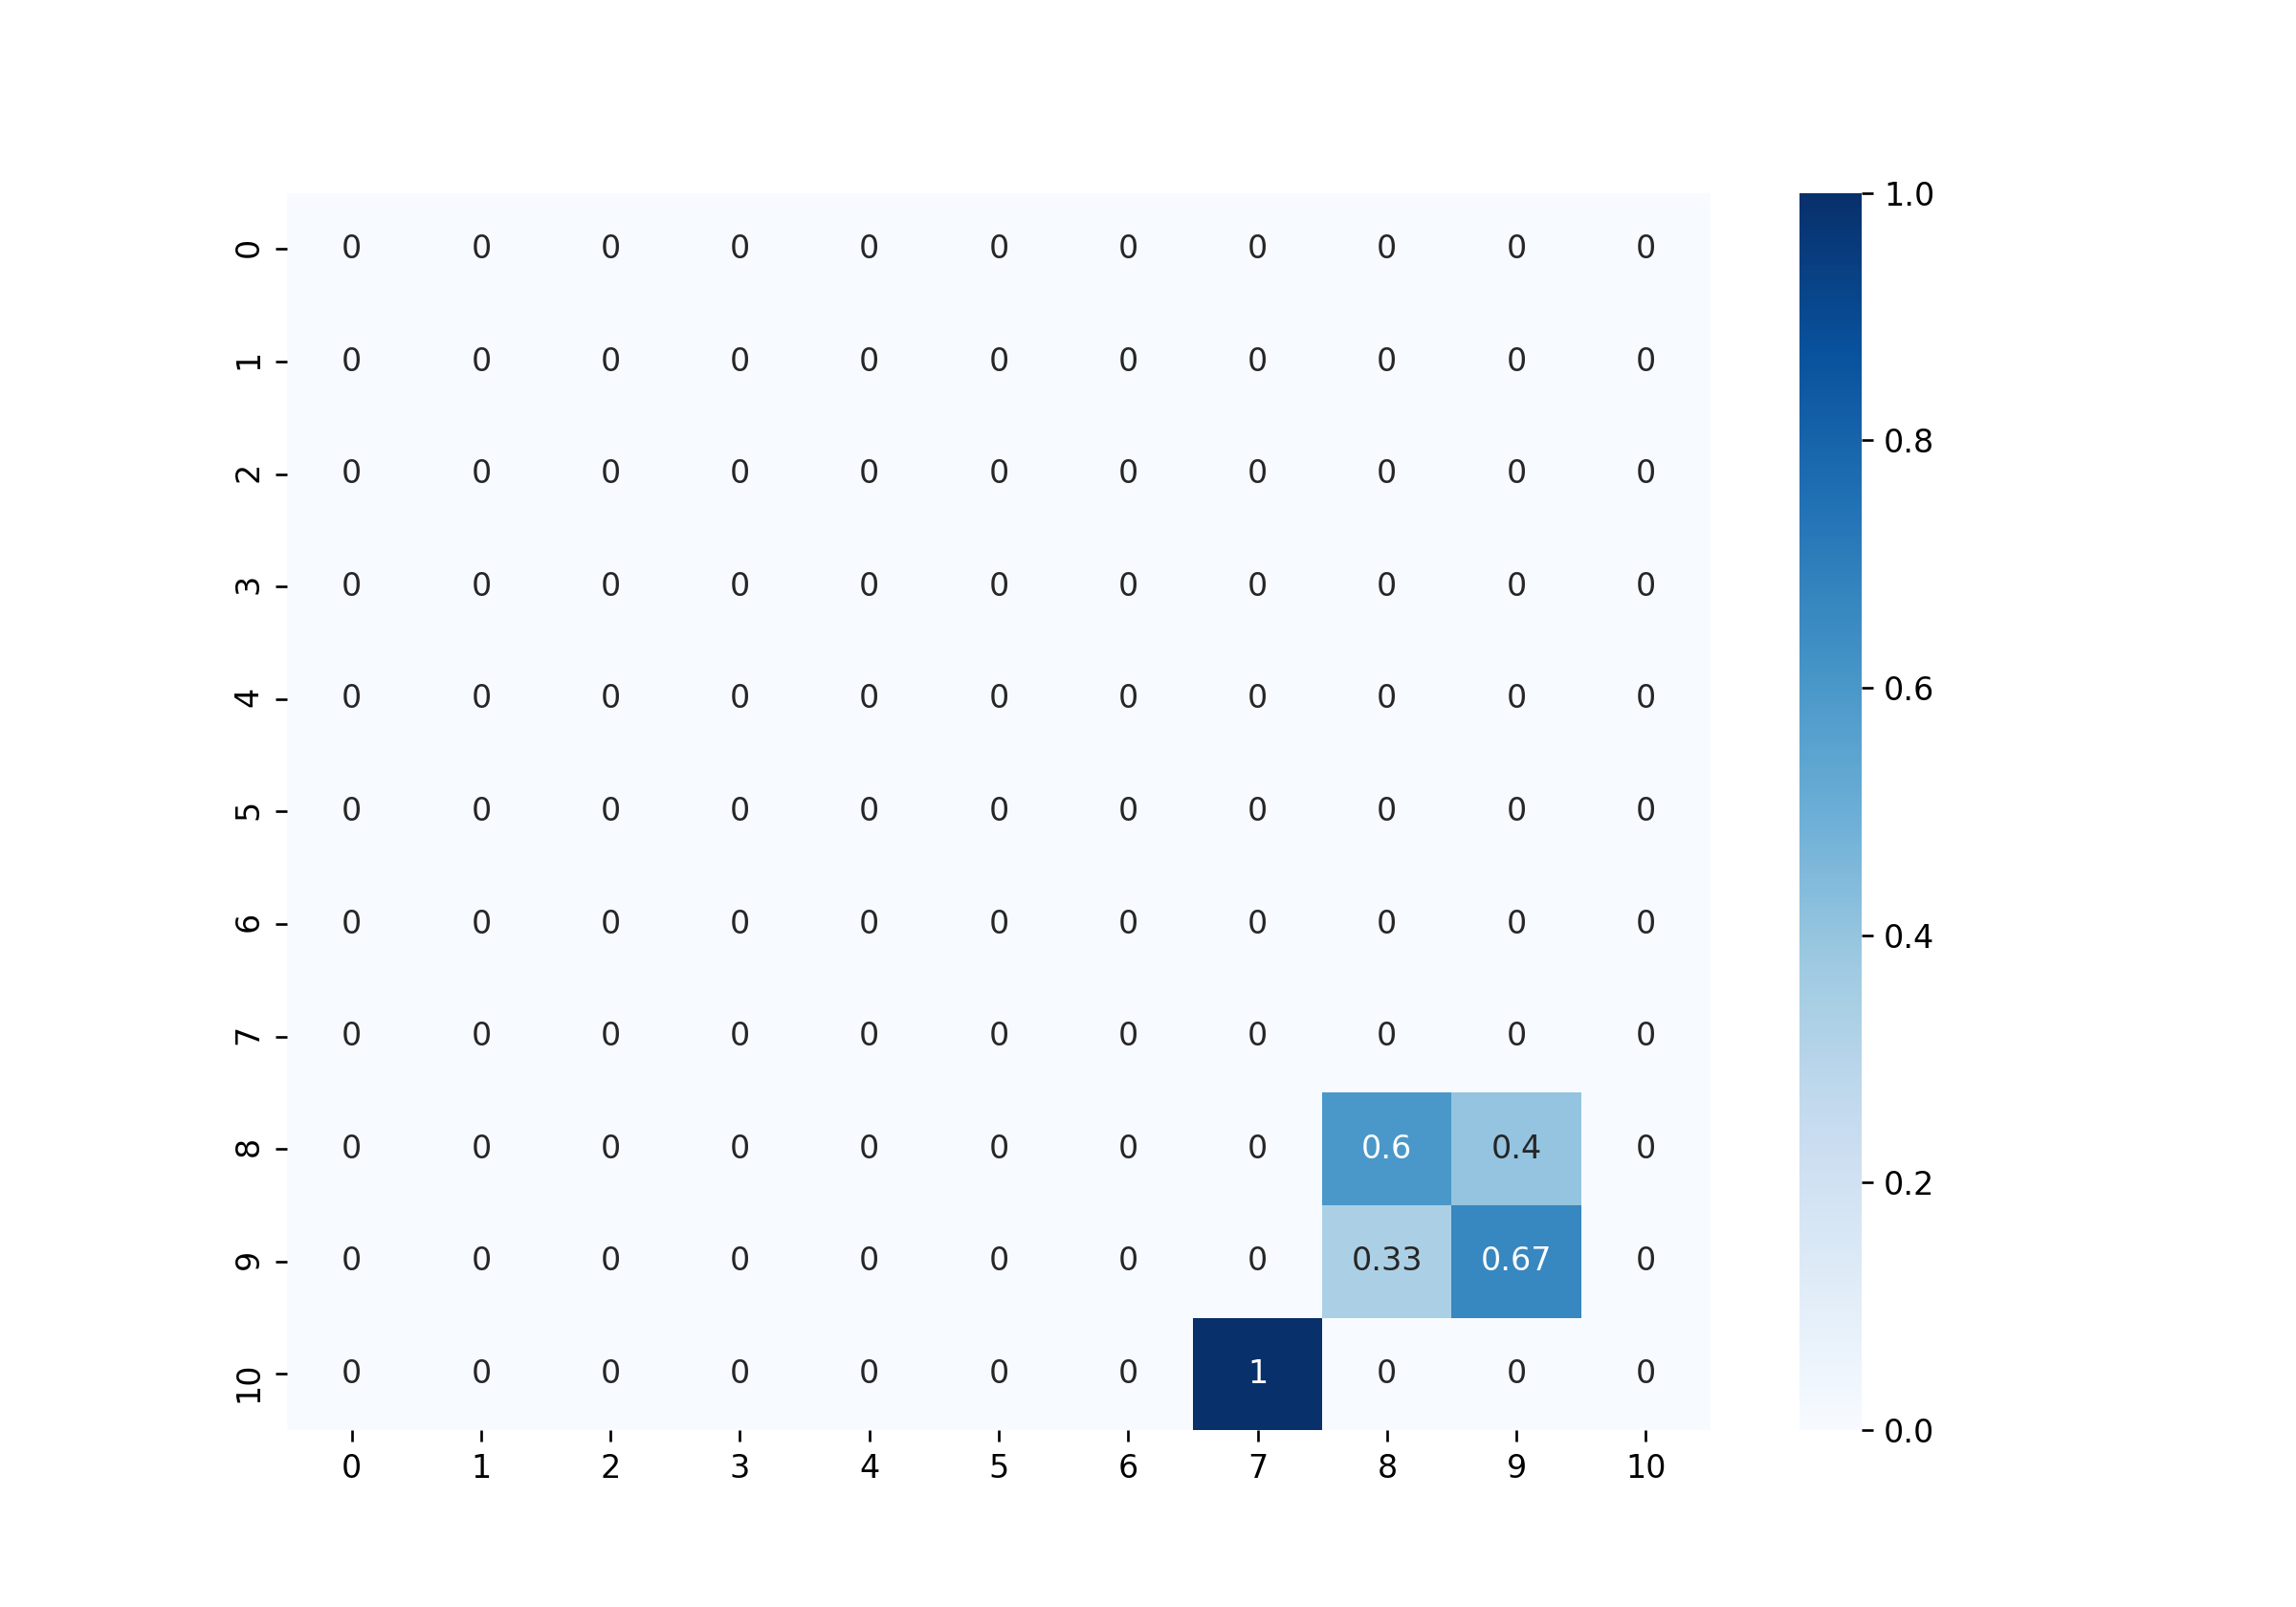 1.0
0 0 0 0 0 0 0 0 0 0 0 0
1 0 0 0 0 0 0 0 0 0 0 0
0.8
2 0 0 0 0 0 0 0 0 0 0 0
3 0 0 0 0 0 0 0 0 0 0 0
0.6
4 0 0 0 0 0 0 0 0 0 0 0
5 0 0 0 0 0 0 0 0 0 0 0
6 0 0 0 0 0 0 0 0 0 0 0
0.4
7 0 0 0 0 0 0 0 0 0 0 0
8 0 0 0 0 0 0 0 0 0.6 0.4 0
0.2
9 0 0 0 0 0 0 0 0 0.33 0.67 0
10 0 0 0 0 0 0 0 1 0 0 0
0.0
0 1 2 3 4 5 6 7 8 9 10